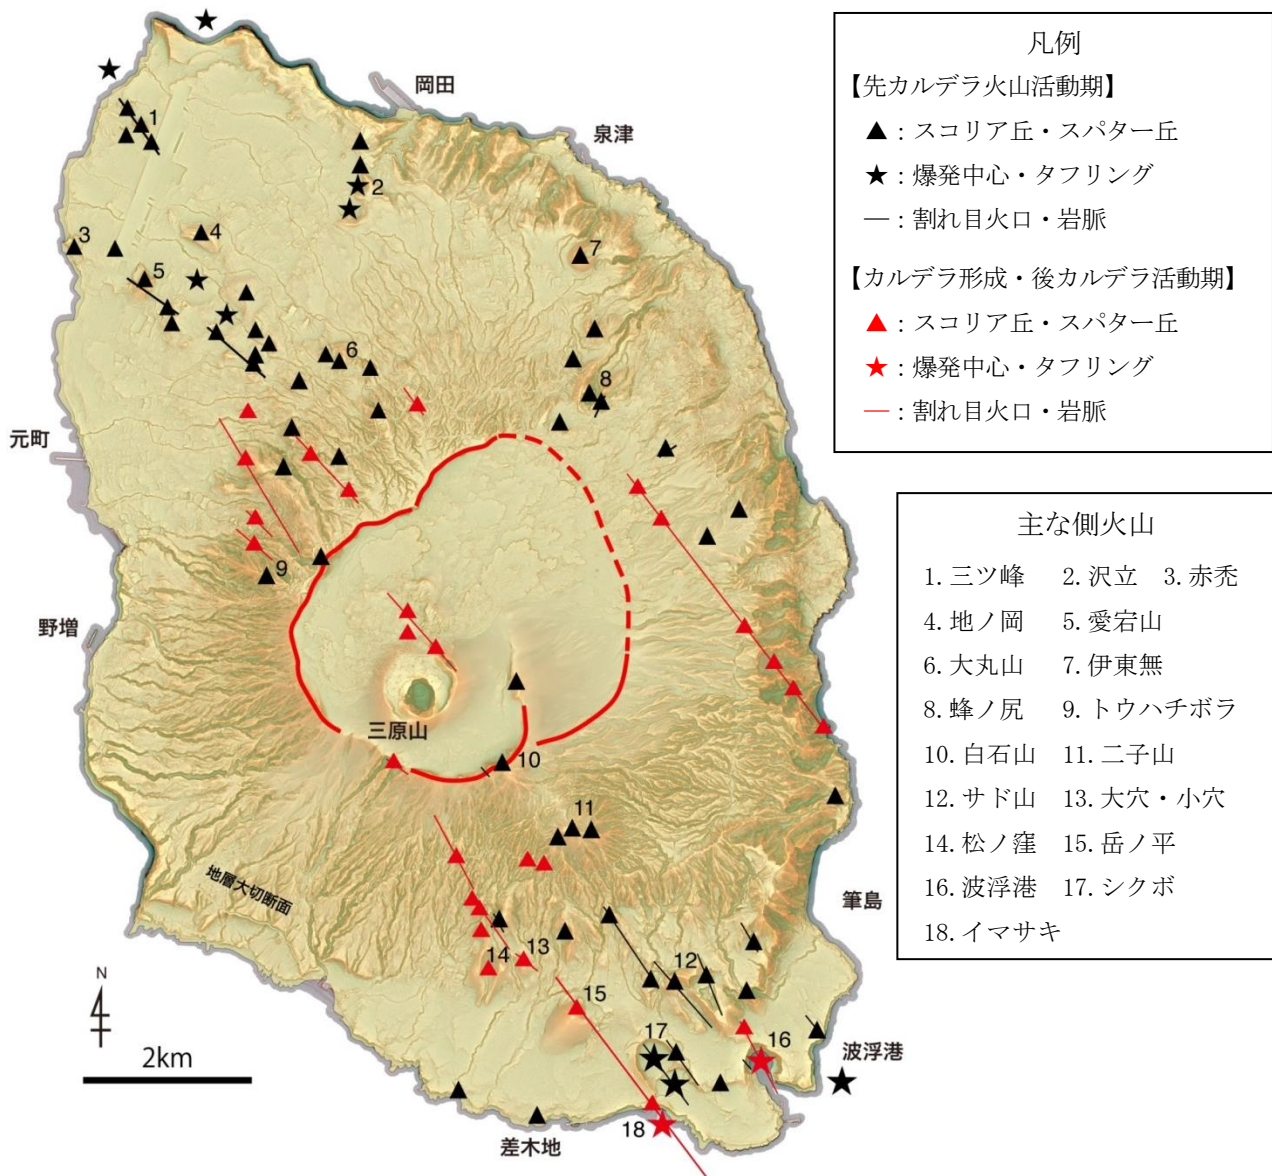 岡田
泉津
1
2
3
4
5
6
7
8
元町
9
野増
三原山
10
11
地層大切断面
筆島
12
13
14
15
N
2km
17
16
波浮港
18
差木地
凡例
【先カルデラ火山活動期】
▲：スコリア丘・スパター丘
★：爆発中心・タフリング
―：割れ目火口・岩脈
【カルデラ形成・後カルデラ活動期】
▲：スコリア丘・スパター丘
★：爆発中心・タフリング
―：割れ目火口・岩脈
主な側火山
1. 三ツ峰 2. 沢立 3. 赤禿
4. 地ノ岡 5. 愛宕山
6. 大丸山 7. 伊東無
8. 蜂ノ尻 9. トウハチボラ
10. 白石山 11. 二子山
12. サド山 13. 大穴・小穴
14. 松ノ窪 15. 岳ノ平
16. 波浮港 17. シクボ
18. イマサキ